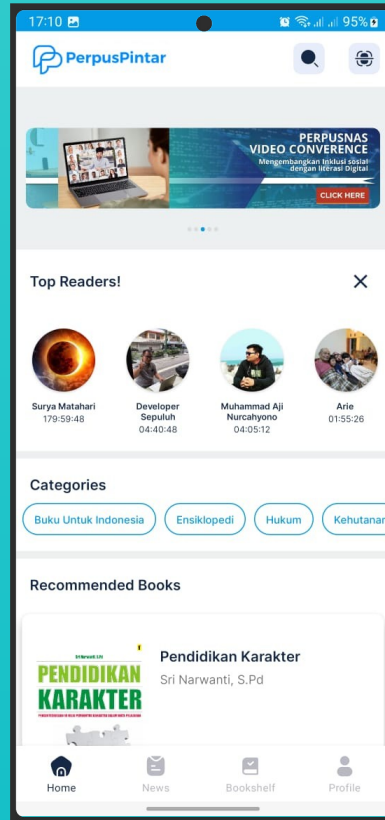 17:10
95%
PerpusPintar
PERPUSNAS
VIDEO CONFERENCE
Mengembangkan Inklusi sosial
dengan literasi Digital
CLICK HERE
Top Readers!
Surya Matahari
179:59:48
Developer
Sepuluh
04:40:48
Muhammad Aji
Nurcahyono
04:05:12
Arie
01:55:26
Categories
Buku Untuk Indonesia
Ensiklopedi
Hukum
Kehutanan
Recommended Books
Sri Narwanti, S.Pd
PENDIDIKAN
KARAKTER
Pendidikan Karakter
Sri Narwanti, S.Pd
Home
News
Bookshelf
Profile